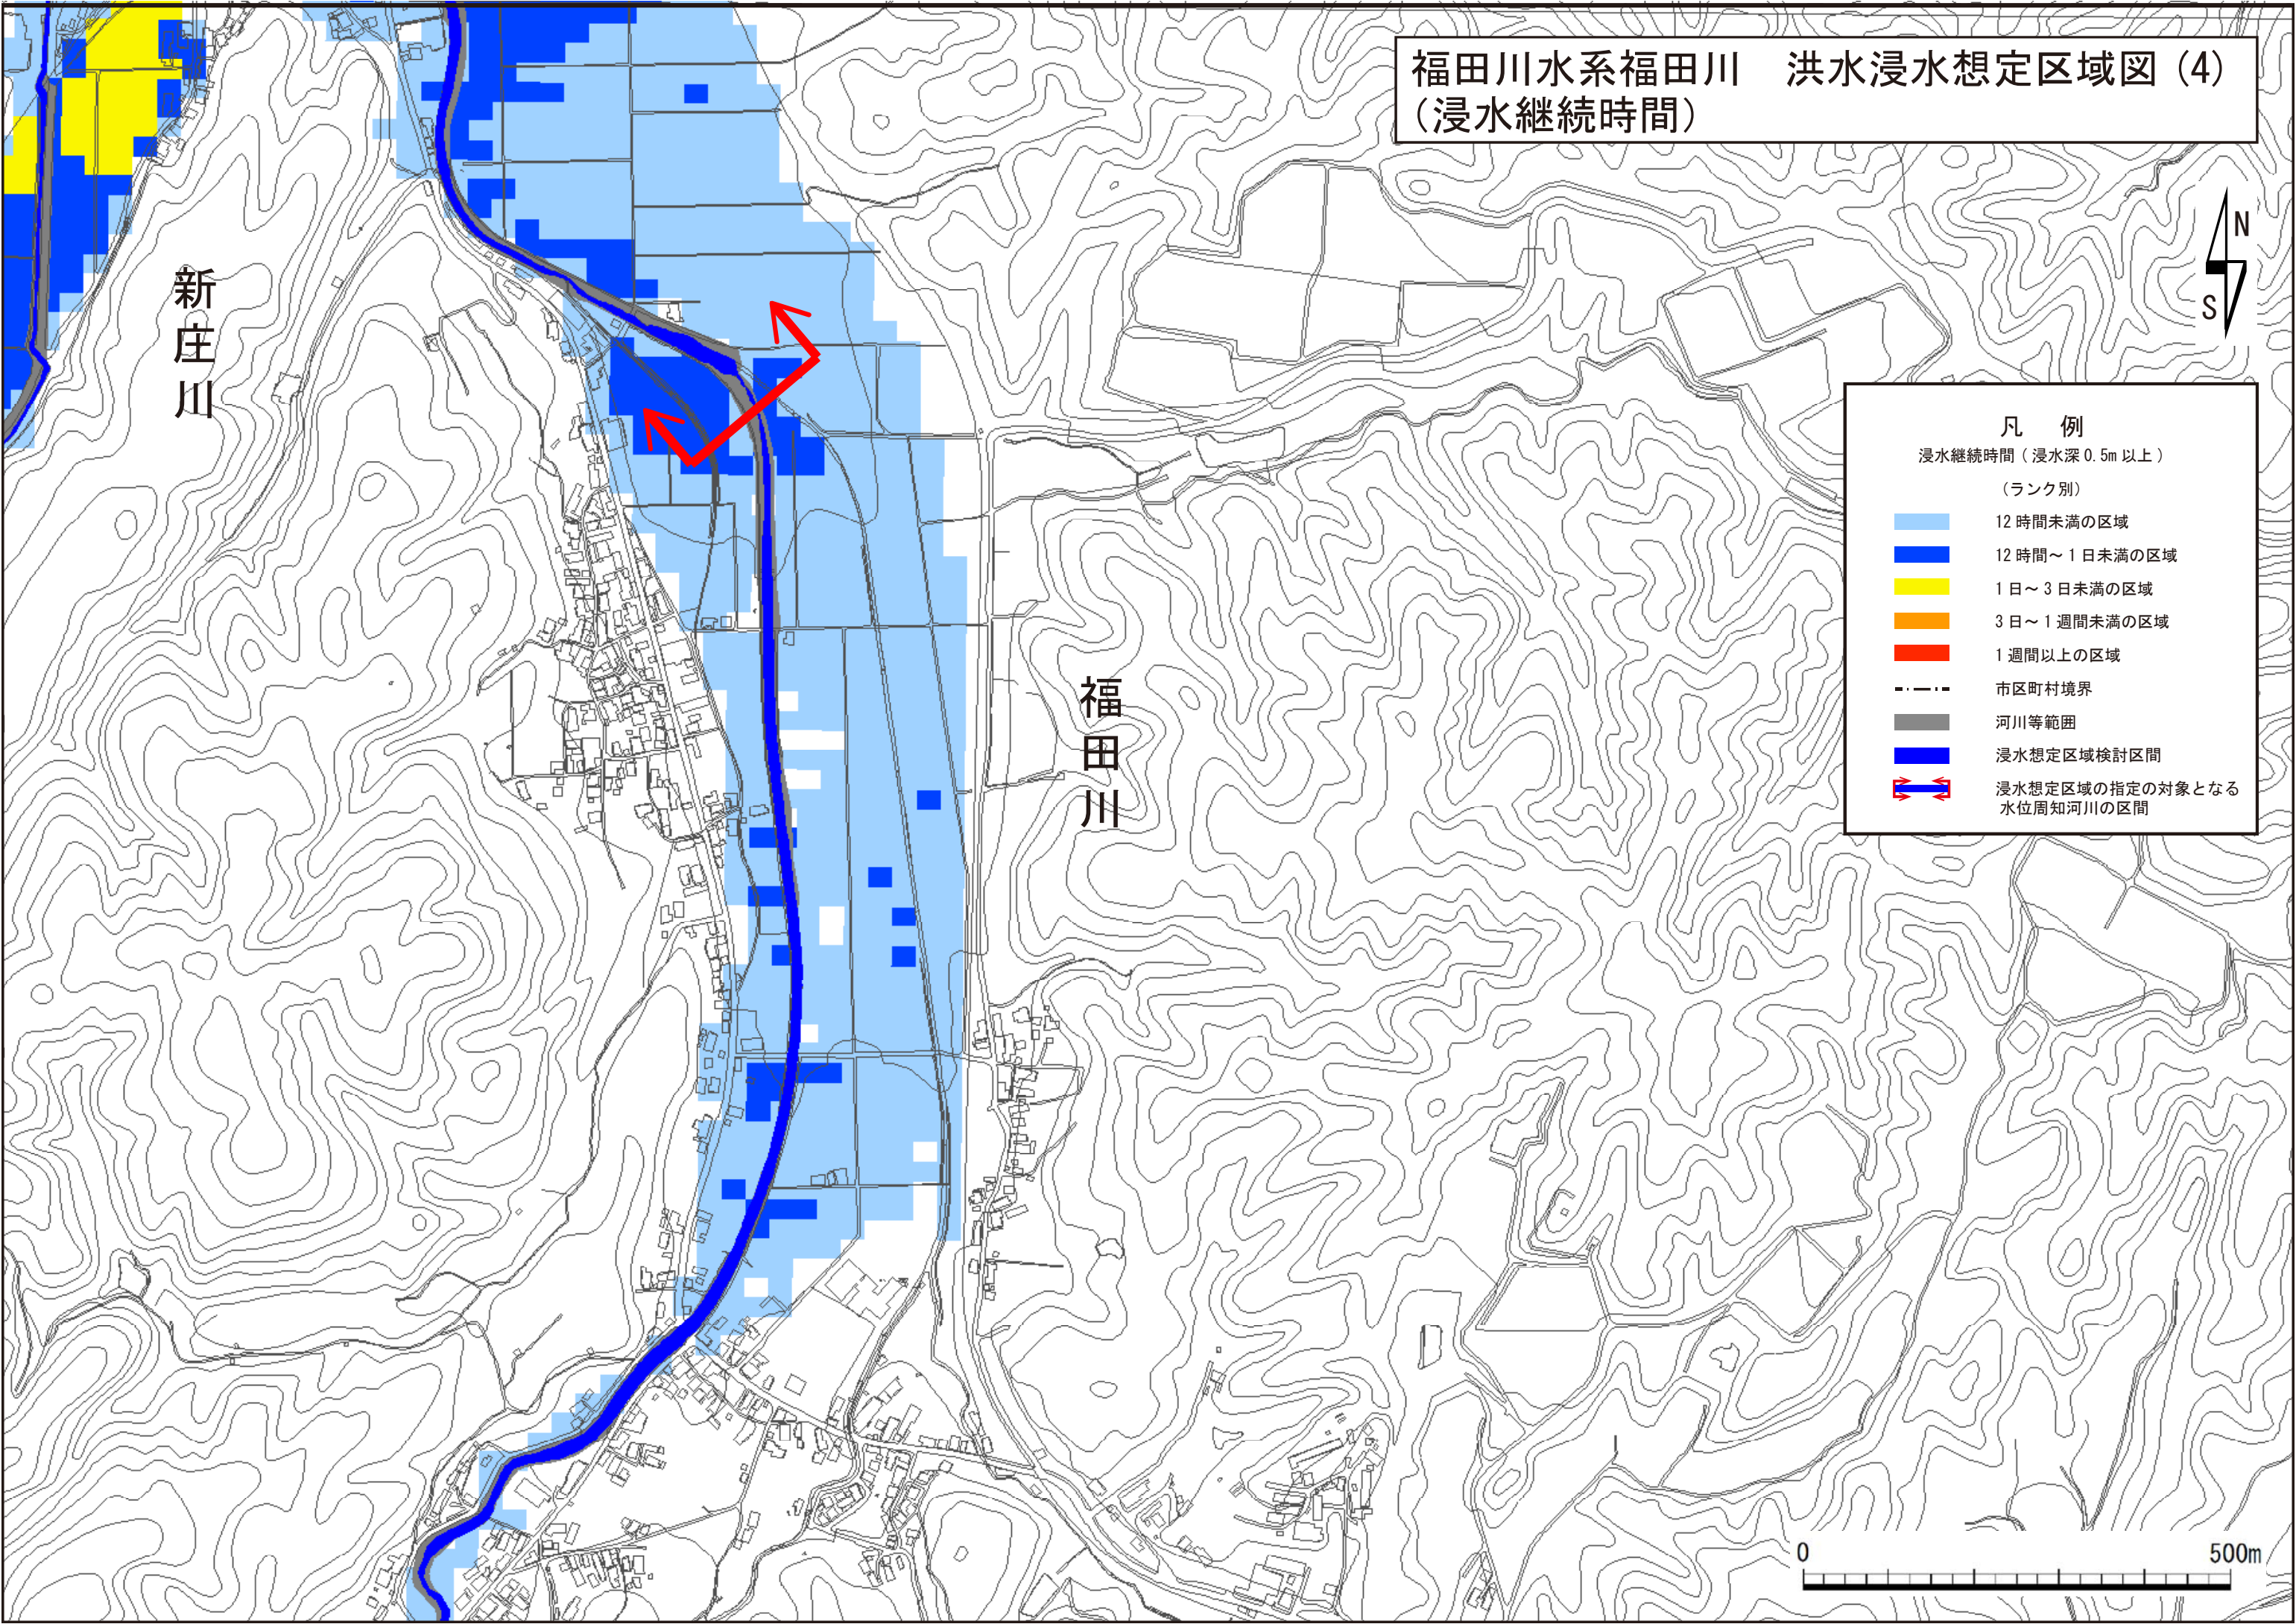 福田川水系福田川　洪水浸水想定区域図（4）
（浸水継続時間）
N
S
新庄川
福田川
凡　例
浸水継続時間（浸水深0.5m以上）
（ランク別）
12時間未満の区域
12時間～1日未満の区域
1日～3日未満の区域
3日～1週間未満の区域
1週間以上の区域
市区町村境界
河川等範囲
浸水想定区域検討区間
浸水想定区域の指定の対象となる
水位周知河川の区間
0
500m